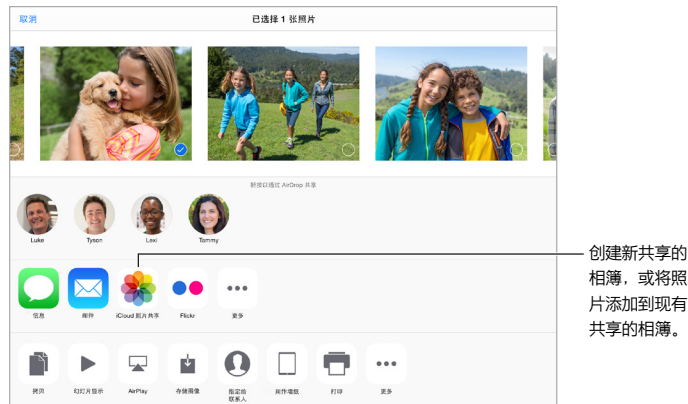 取消
已选择 1 张照片
轻按以通过 AirDrop 共享
Luke
Tyson
Lexi
Tammy
信息
邮件
iCloud 照片共享
Flickr
更多
拷贝
幻灯片显示
AirPlay
存储图像
指定给
联系人
用作墙纸
打印
更多
创建新共享的
相簿，或将照
片添加到现有
共享的相簿。